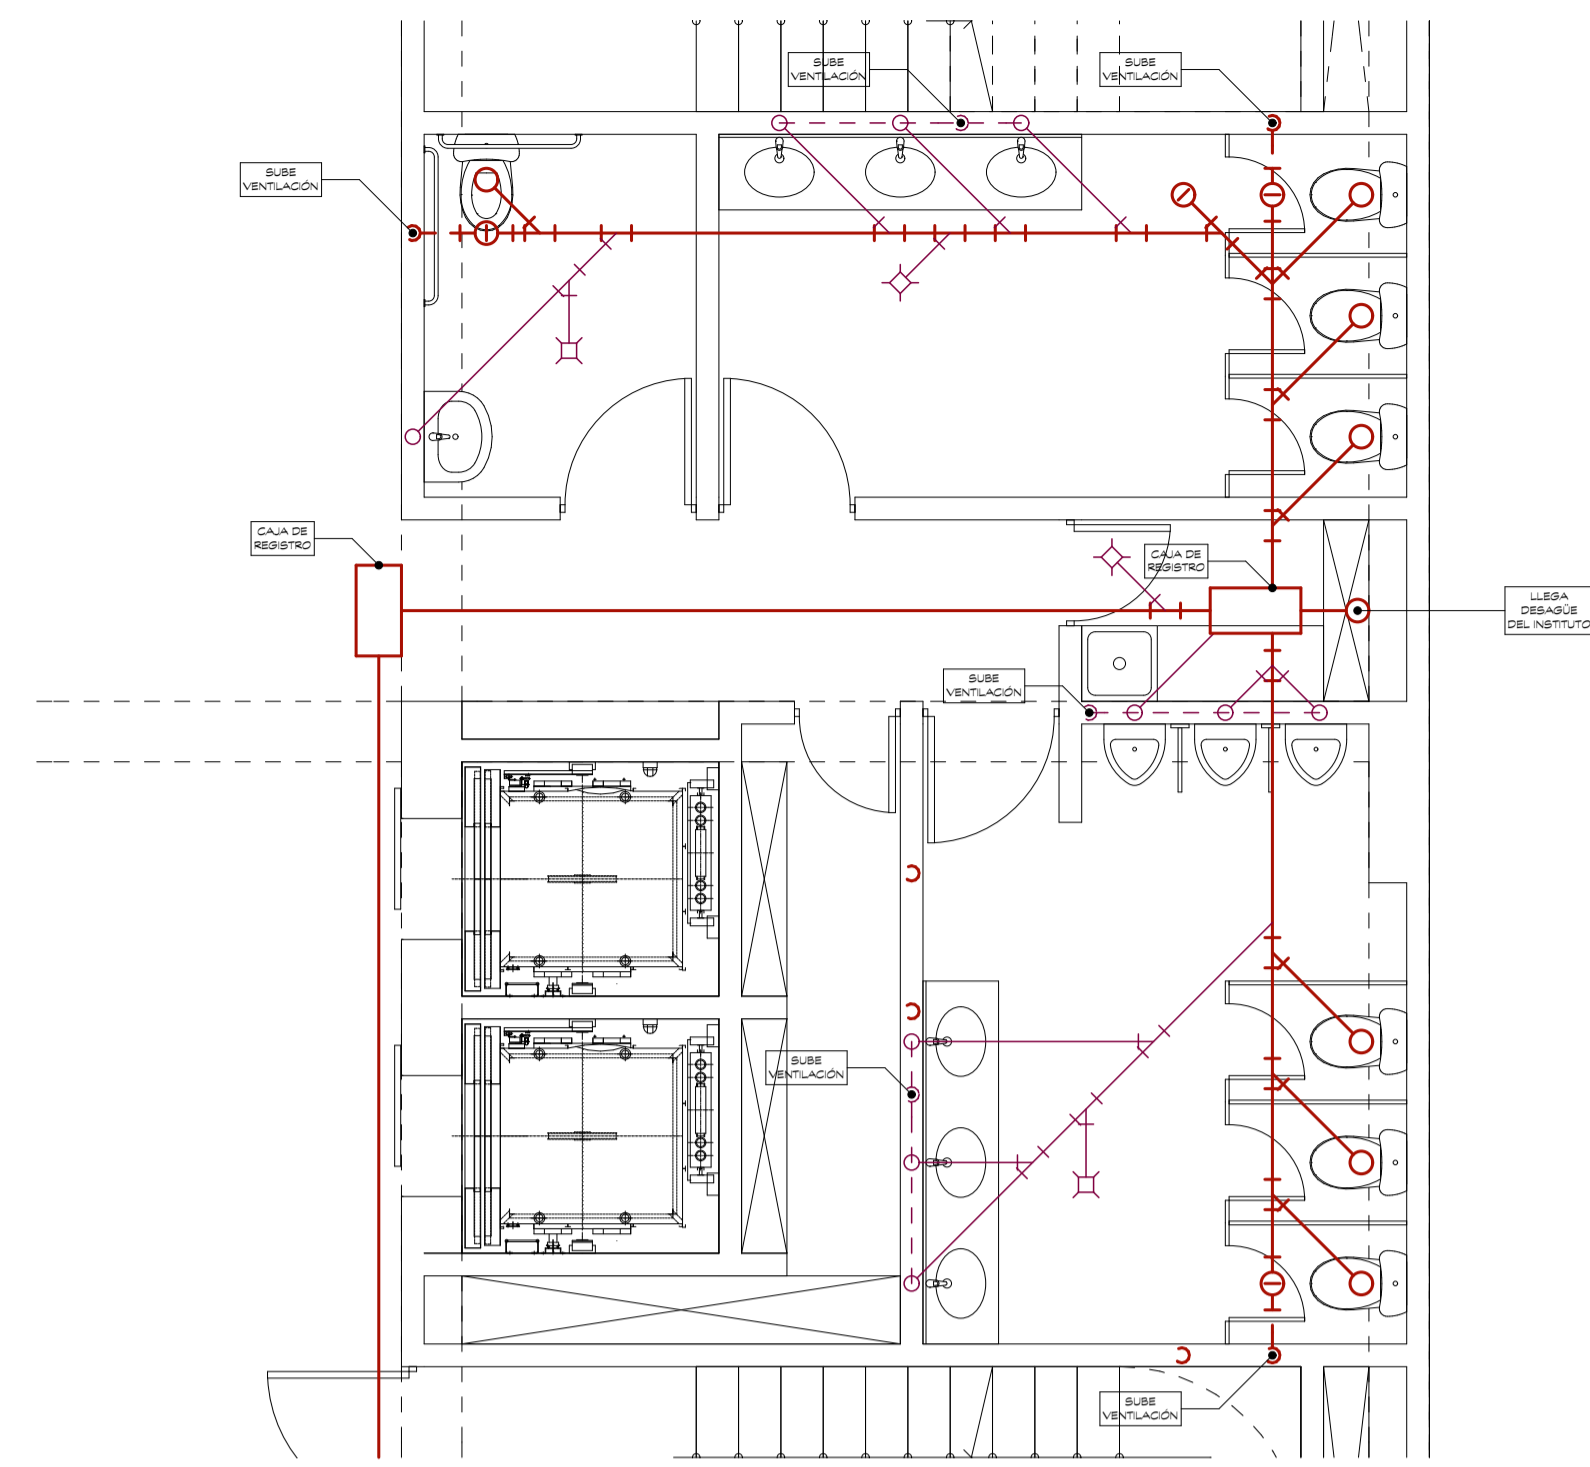 SUBE
VENTILACIÓN
SUBE
VENTILACIÓN
SUBE
VENTILACIÓN
CAJA DE
REGISTRO
CAJA DE
REGISTRO
LLEGA
DESAGÜE
DEL INSTITUTO
SUBE
VENTILACIÓN
SUBE
VENTILACIÓN
SUBE
VENTILACIÓN